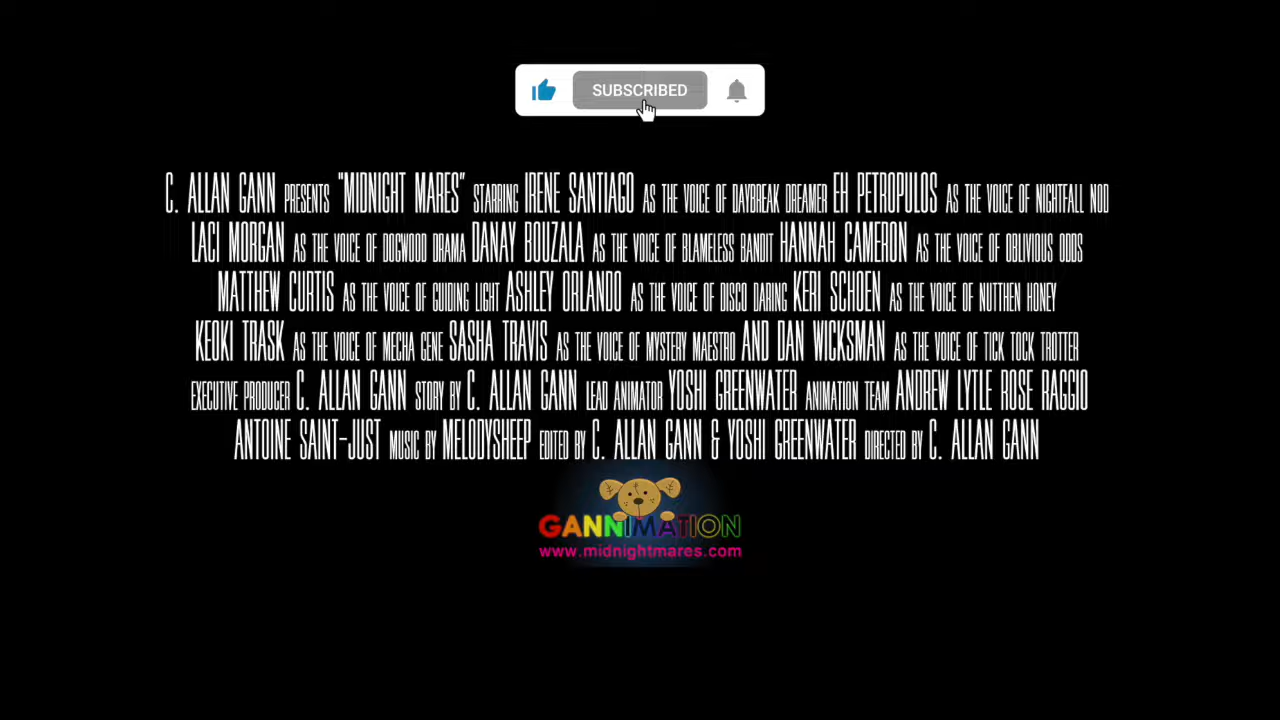 SUBSCRIBED
C. ALLAN GANN PRESENTS "MIDNIGHT MARES" STARRING IRENE SANTIAGO AS THE VOICE OF DAYBREAK DREAMER EH PETROPULOS AS THE VOICE OF NIGHTFALL NOD
LACI MORGAN AS THE VOICE OF DOGWOOD DRAMA DANAY BOUZALA AS THE VOICE OF BLAMELESS BANDIT HANNAH CAMERON AS THE VOICE OF OBLIVIOUS ODDS
MATTHEW CURTIS AS THE VOICE OF GUIDING LIGHT ASHLEY ORLANDO AS THE VOICE OF DISCO DARING KERI SCHOEN AS THE VOICE OF NUTTHEN HONEY
KEOKI TRASK AS THE VOICE OF MECHA GENE SASHA TRAVIS AS THE VOICE OF MYSTERY MAESTRO AND DAN WICKSMAN AS THE VOICE OF TICK TOCK TROTTER
EXECUTIVE PRODUCER C. ALLAN GANN STORY BY C. ALLAN GANN LEAD ANIMATOR YOSHI GREENWATER ANIMATION TEAM ANDREW LYTLE ROSE RAGGIO
ANTOINE SAINT-JUST MUSIC BY MELODYSHEEP EDITED BY C. ALLAN GANN & YOSHI GREENWATER DIRECTED BY C. ALLAN GANN
GANNIMATION
www.midnightmares.com